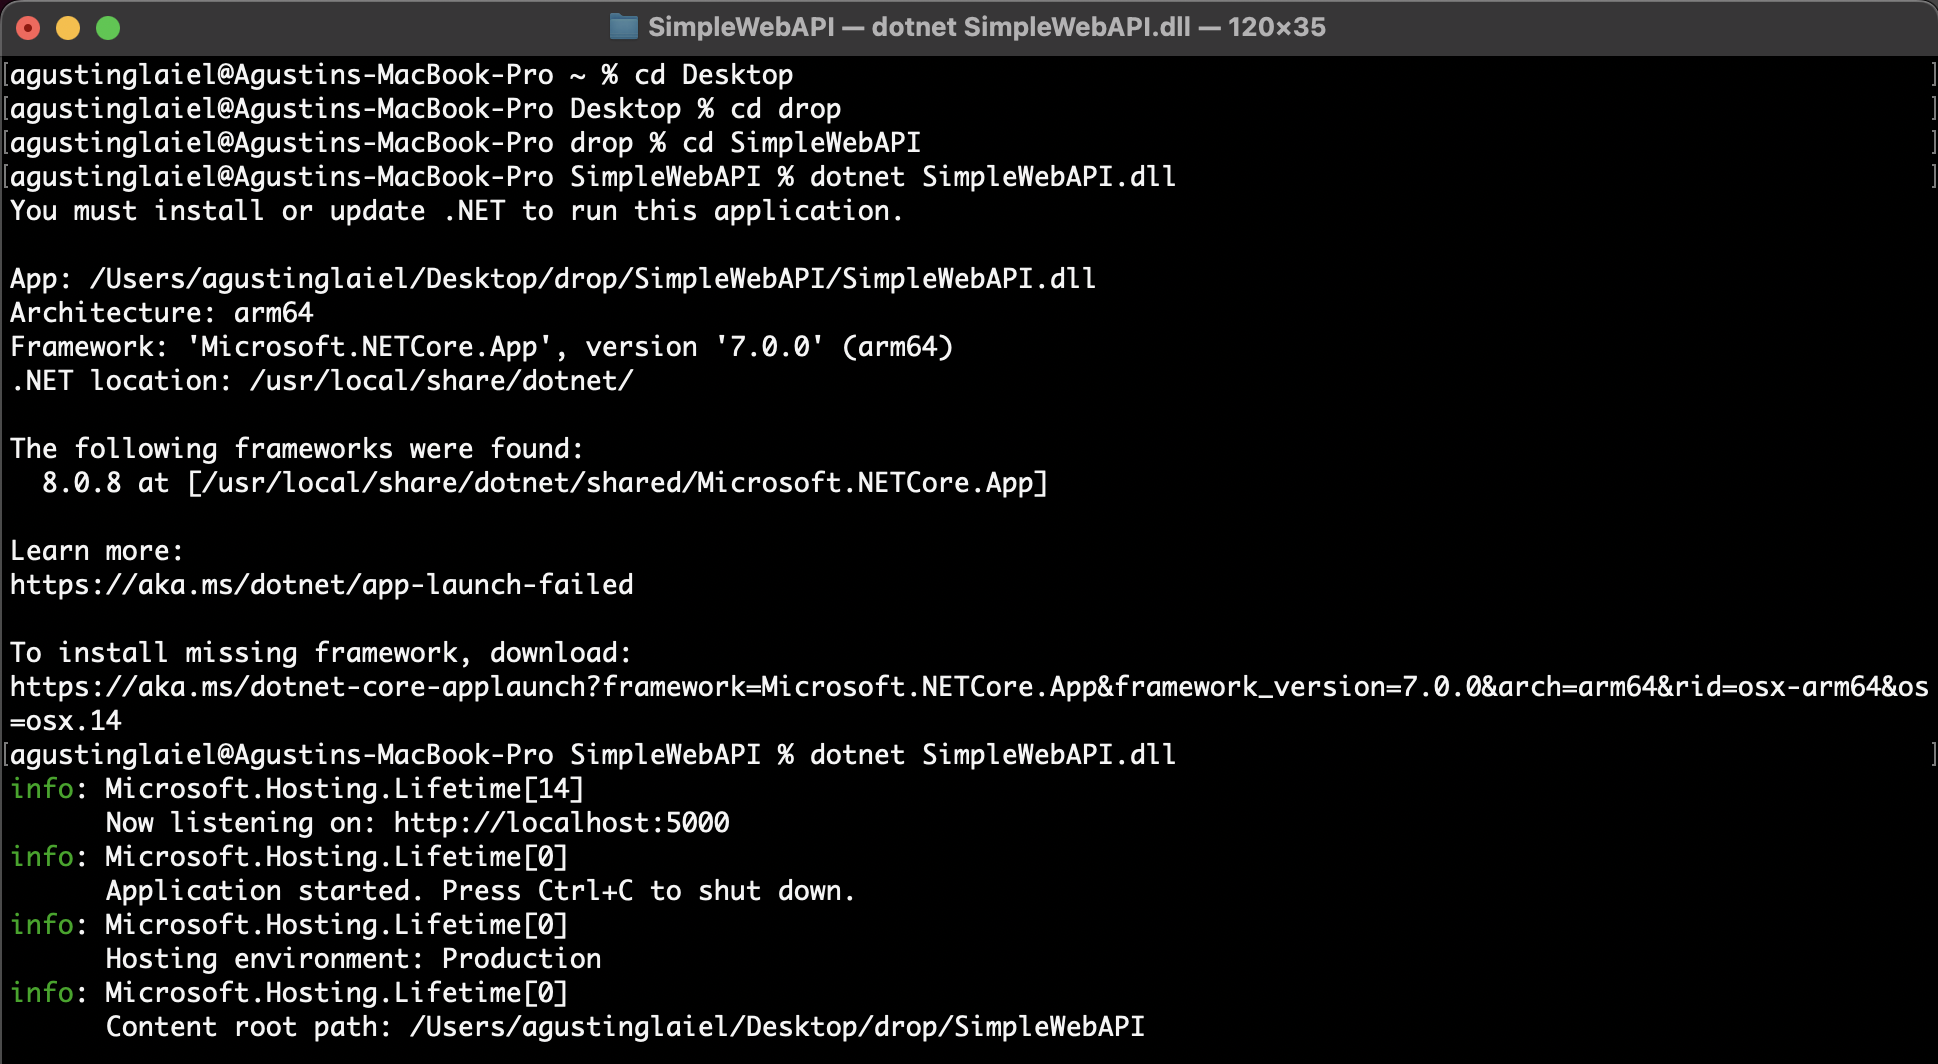 SimpleWebAPI — dotnet SimpleWebAPI.dll — 120×35
[agustinglaiel@Agustins-MacBook-Pro ~ % cd Desktop ]
[agustinglaiel@Agustins-MacBook-Pro Desktop % cd drop ]
[agustinglaiel@Agustins-MacBook-Pro drop % cd SimpleWebAPI ]
[agustinglaiel@Agustins-MacBook-Pro SimpleWebAPI % dotnet SimpleWebAPI.dll ]
You must install or update .NET to run this application.
App: /Users/agustinglaiel/Desktop/drop/SimpleWebAPI/SimpleWebAPI.dll
Architecture: arm64
Framework: 'Microsoft.NETCore.App', version '7.0.0' (arm64)
.NET location: /usr/local/share/dotnet/
The following frameworks were found:
8.0.8 at [/usr/local/share/dotnet/shared/Microsoft.NETCore.App]
Learn more:
https://aka.ms/dotnet/app-launch-failed
To install missing framework, download:
https://aka.ms/dotnet-core-applaunch?framework=Microsoft.NETCore.App&framework_version=7.0.0&arch=arm64&rid=osx-arm64&os
=osx.14
[agustinglaiel@Agustins-MacBook-Pro SimpleWebAPI % dotnet SimpleWebAPI.dll ]
info: Microsoft.Hosting.Lifetime[14]
Now listening on: http://localhost:5000
info: Microsoft.Hosting.Lifetime[0]
Application started. Press Ctrl+C to shut down.
info: Microsoft.Hosting.Lifetime[0]
Hosting environment: Production
info: Microsoft.Hosting.Lifetime[0]
Content root path: /Users/agustinglaiel/Desktop/drop/SimpleWebAPI